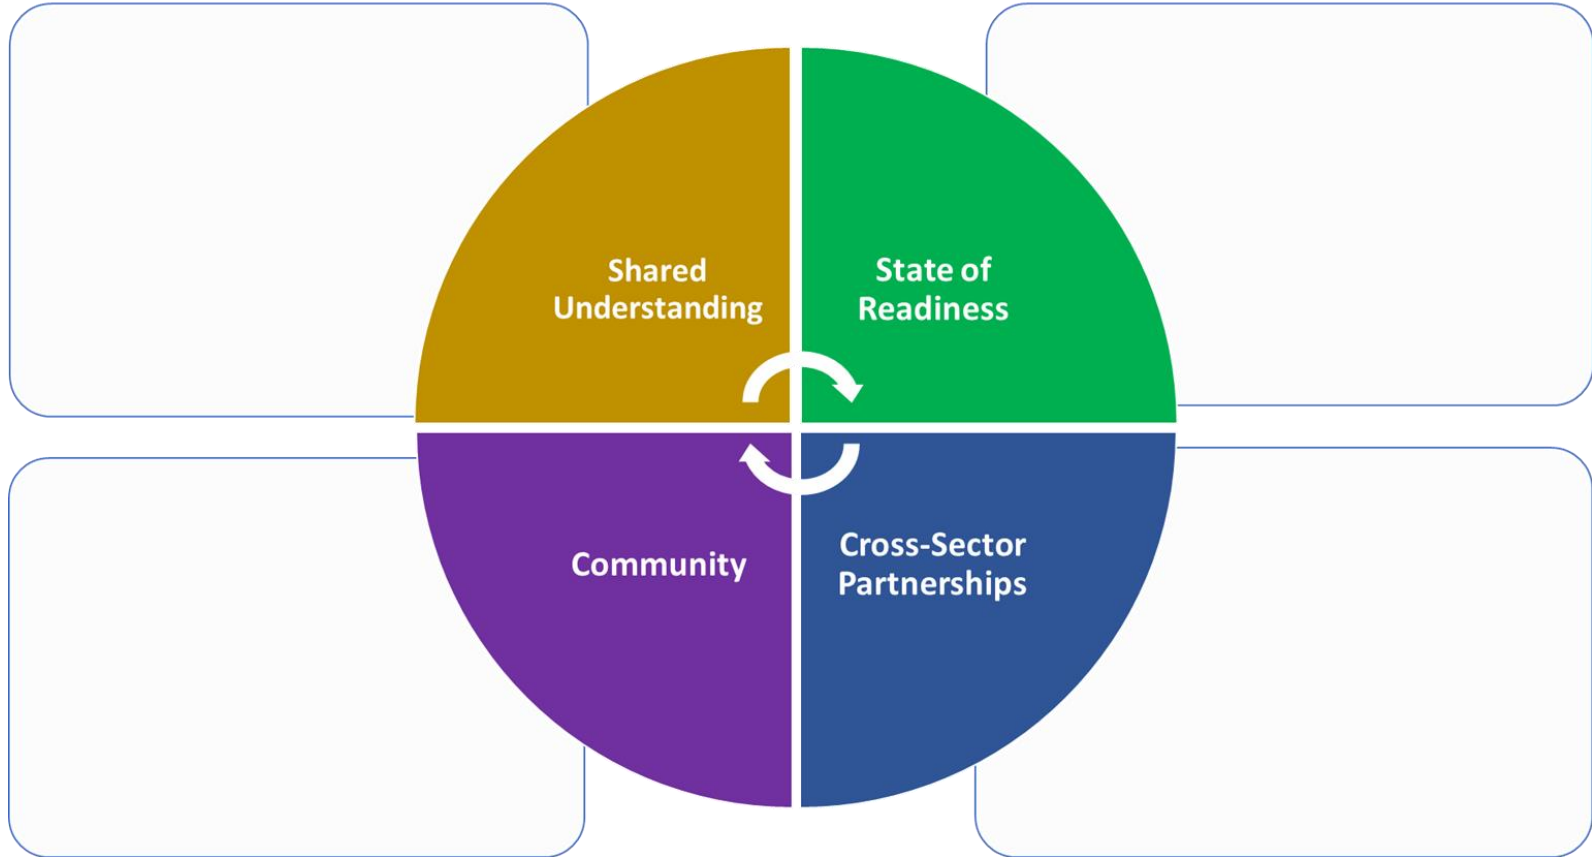 Shared
Understanding
State of
Readiness
Community
Cross-Sector
Partnerships